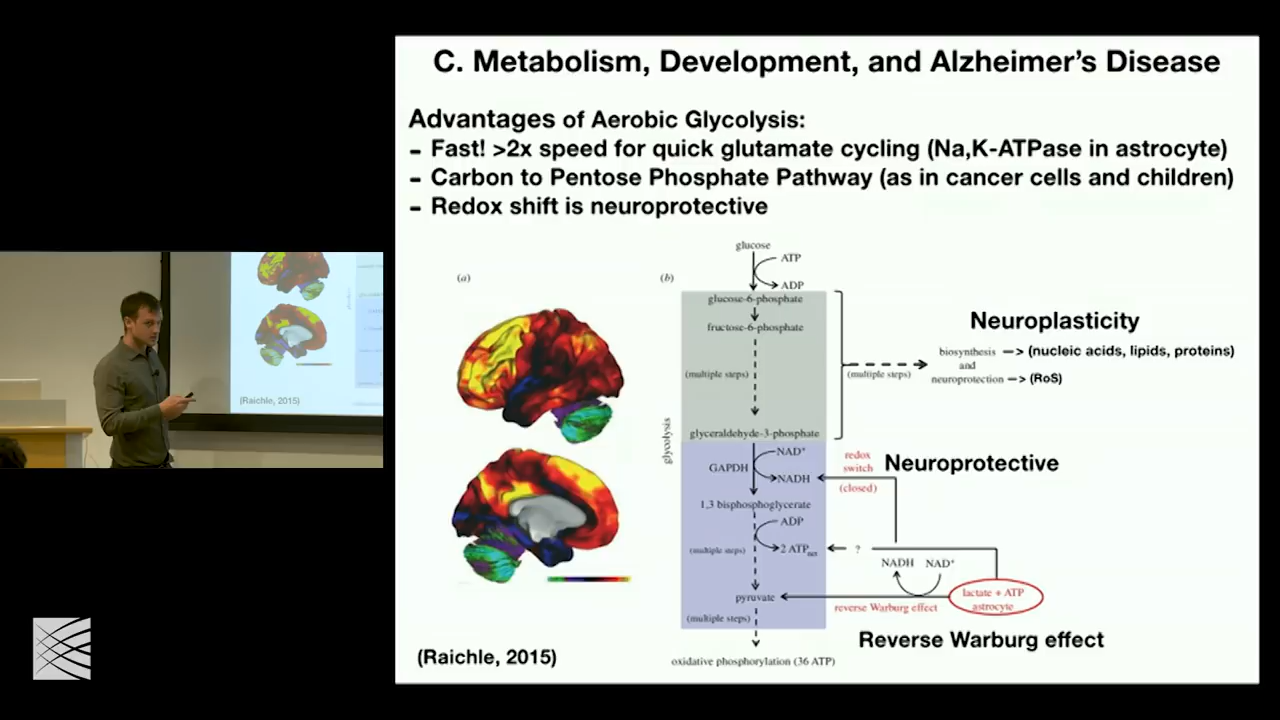 C. Metabolism, Development, and Alzheimer's Disease
Advantages of Aerobic Glycolysis:
- Fast! >2x speed for quick glutamate cycling (Na,K-ATPase in astrocyte)
- Carbon to Pentose Phosphate Pathway (as in cancer cells and children)
- Redox shift is neuroprotective
(a)
(b)
glucose
ATP
ADP
glucose-6-phosphate
fructose-6-phosphate
(multiple steps)
glyceraldehyde-3-phosphate
glycolysis
(multiple steps)
Neuroplasticity
biosynthesis —> (nucleic acids, lipids, proteins)
and
neuroprotection —> (RoS)
GAPDH
NAD+
NADH
redox
switch
(closed)
Neuroprotective
1,3 bisphosphoglycerate
ADP
(multiple steps)
2 ATPnet
?
NADH NAD+
pyruvate
reverse Warburg effect
lactate + ATP
astrocyte
(multiple steps)
Reverse Warburg effect
oxidative phosphorylation (36 ATP)
(Raichle, 2015)
(Raichle, 2015)